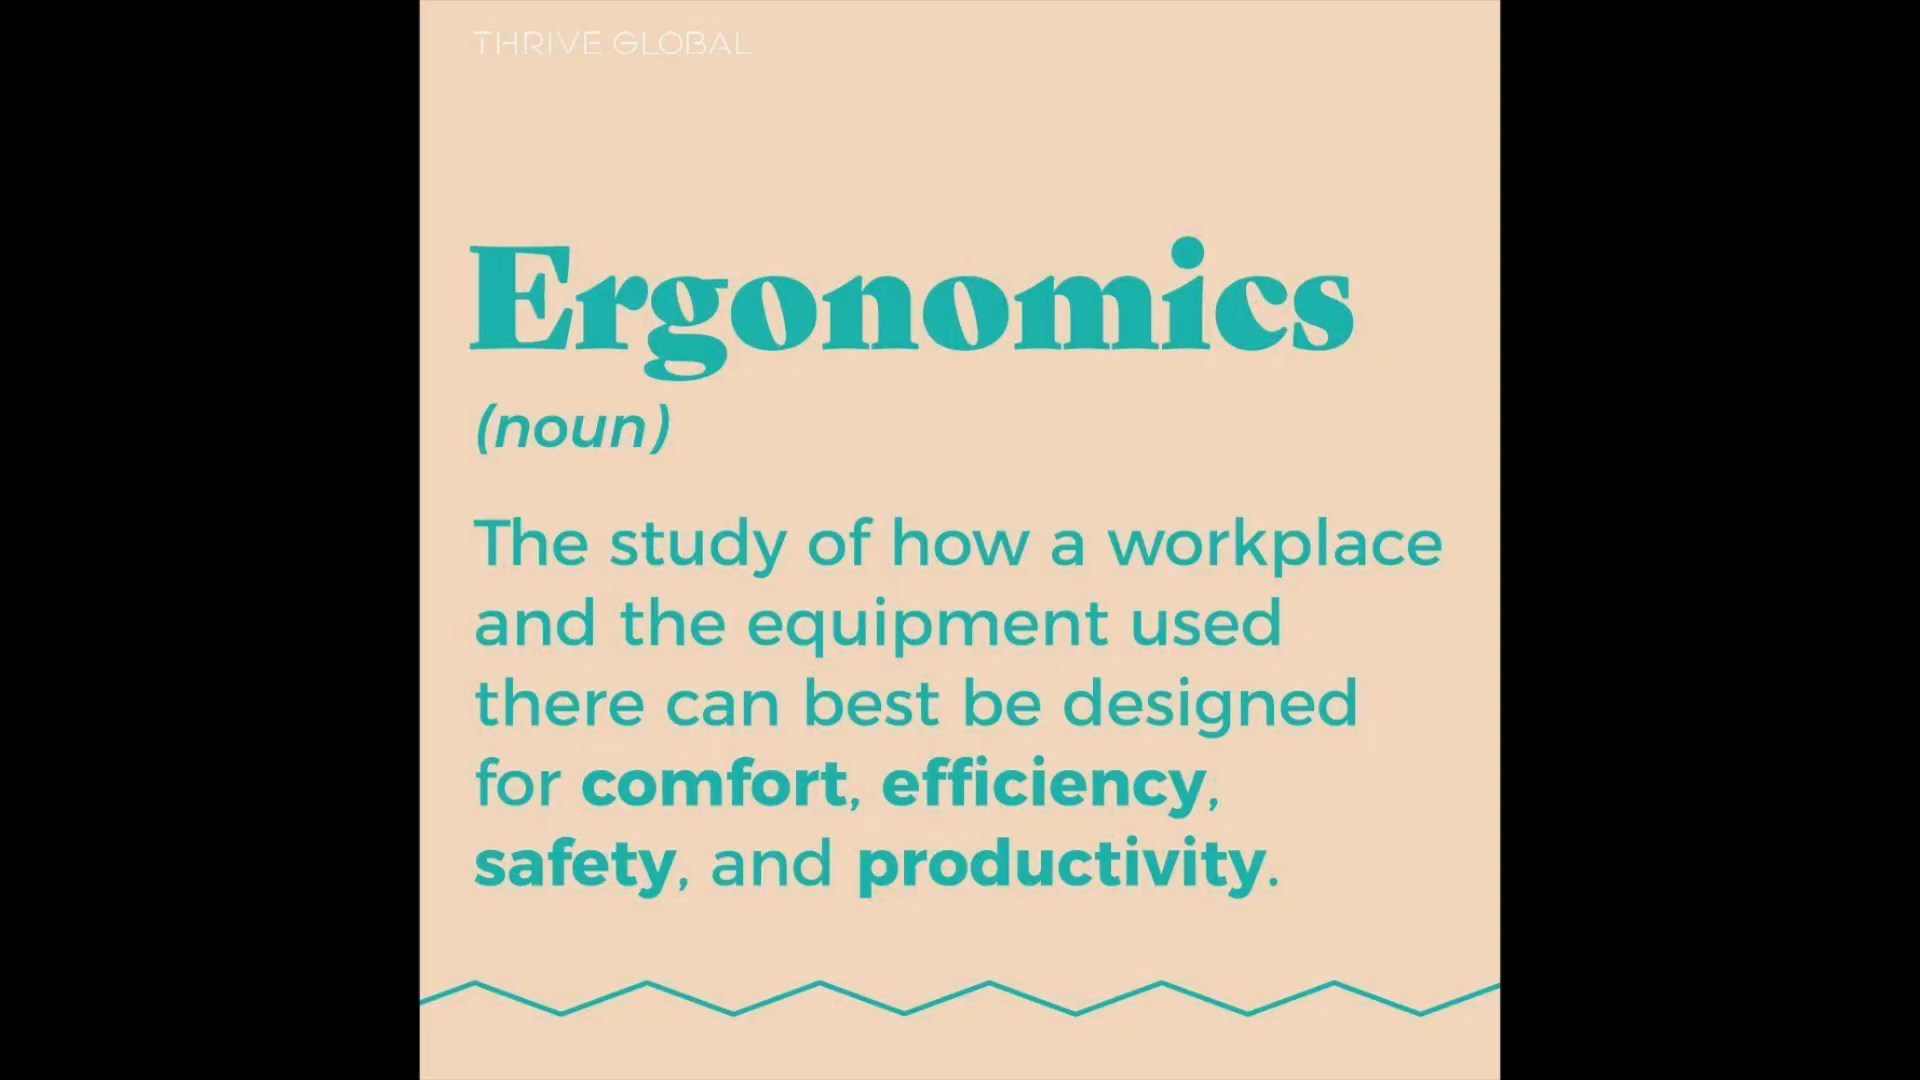 THRIVE GLOBAL
Ergonomics
(noun)
The study of how a workplace
and the equipment used
there can best be designed
for comfort, efficiency,
safety, and productivity.